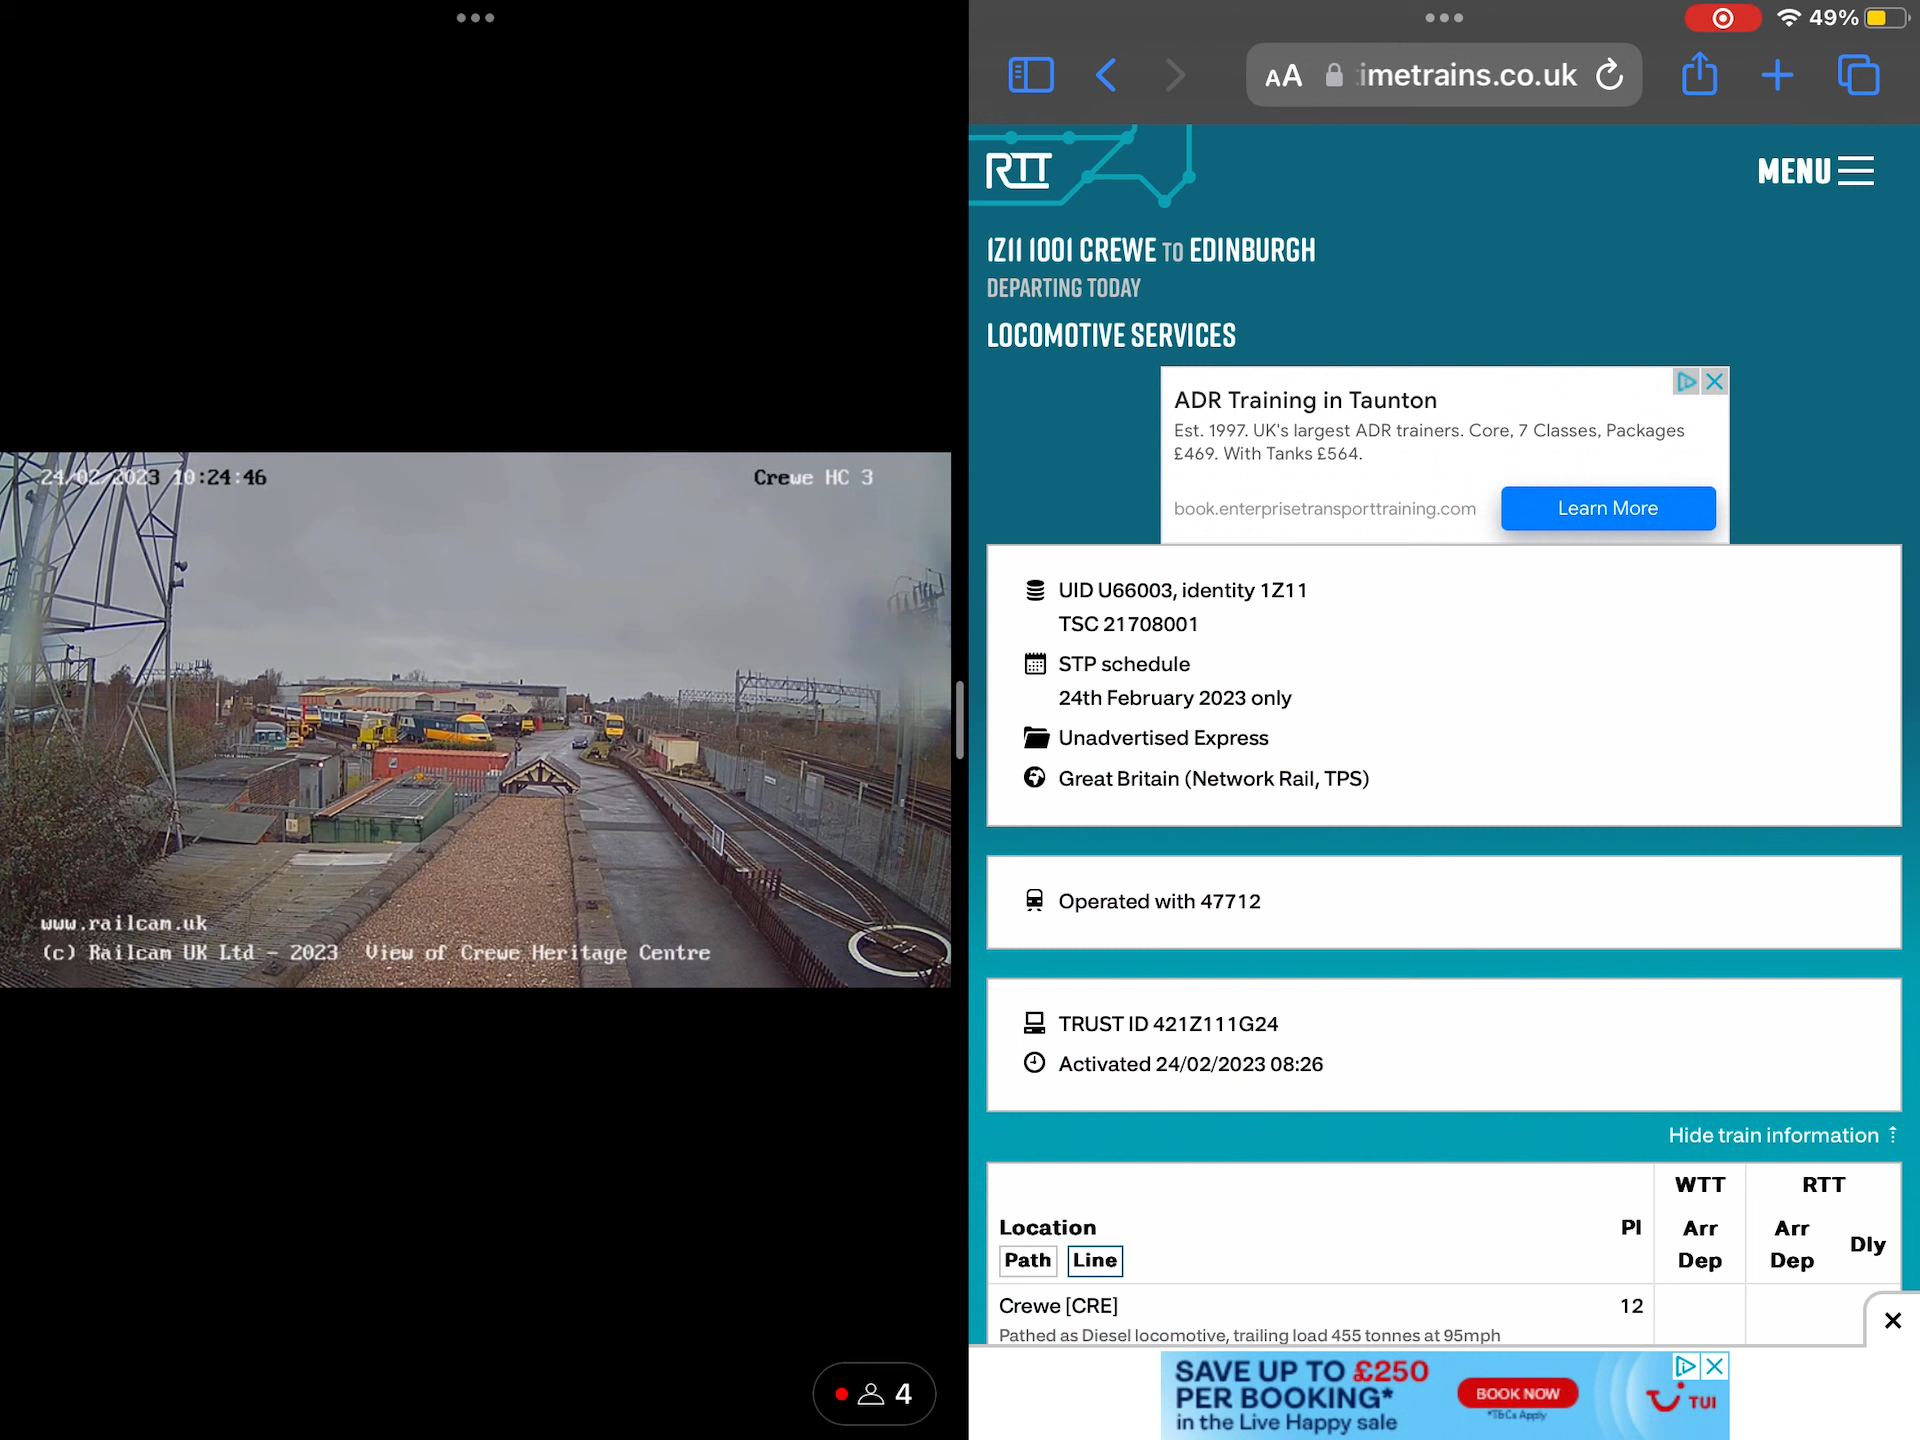 24/02/2023 10:24:46
Crewe HC 3
www.railcam.uk
(c) Railcam UK Ltd - 2023 View of Crewe Heritage Centre
4
49%
AA imetrains.co.uk
RTT
MENU
1Z11 1001 CREWE TO EDINBURGH
DEPARTING TODAY
LOCOMOTIVE SERVICES
ADR Training in Taunton
Est. 1997. UK's largest ADR trainers. Core, 7 Classes, Packages
£469. With Tanks £564.
book.enterprisetransporttraining.com
Learn More
UID U66003, identity 1Z11
TSC 21708001
STP schedule
24th February 2023 only
Unadvertised Express
Great Britain (Network Rail, TPS)
Operated with 47712
TRUST ID 421Z111G24
Activated 24/02/2023 08:26
Hide train information
WTT RTT
Location Pl Arr Arr Dly
Path Line Dep Dep
Crewe [CRE] 12
Pathed as Diesel locomotive, trailing load 455 tonnes at 95mph
SAVE UP TO £250
PER BOOKING*
in the Live Happy sale
BOOK NOW
*T&Cs Apply
TUI